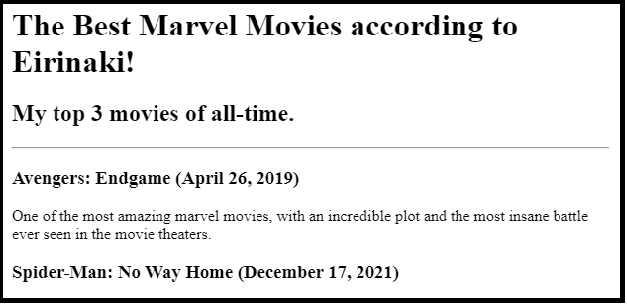 The Best Marvel Movies according to
Eirinaki!
My top 3 movies of all-time.
Avengers: Endgame (April 26, 2019)
One of the most amazing marvel movies, with an incredible plot and the most insane battle
ever seen in the movie theaters.
Spider-Man: No Way Home (December 17, 2021)